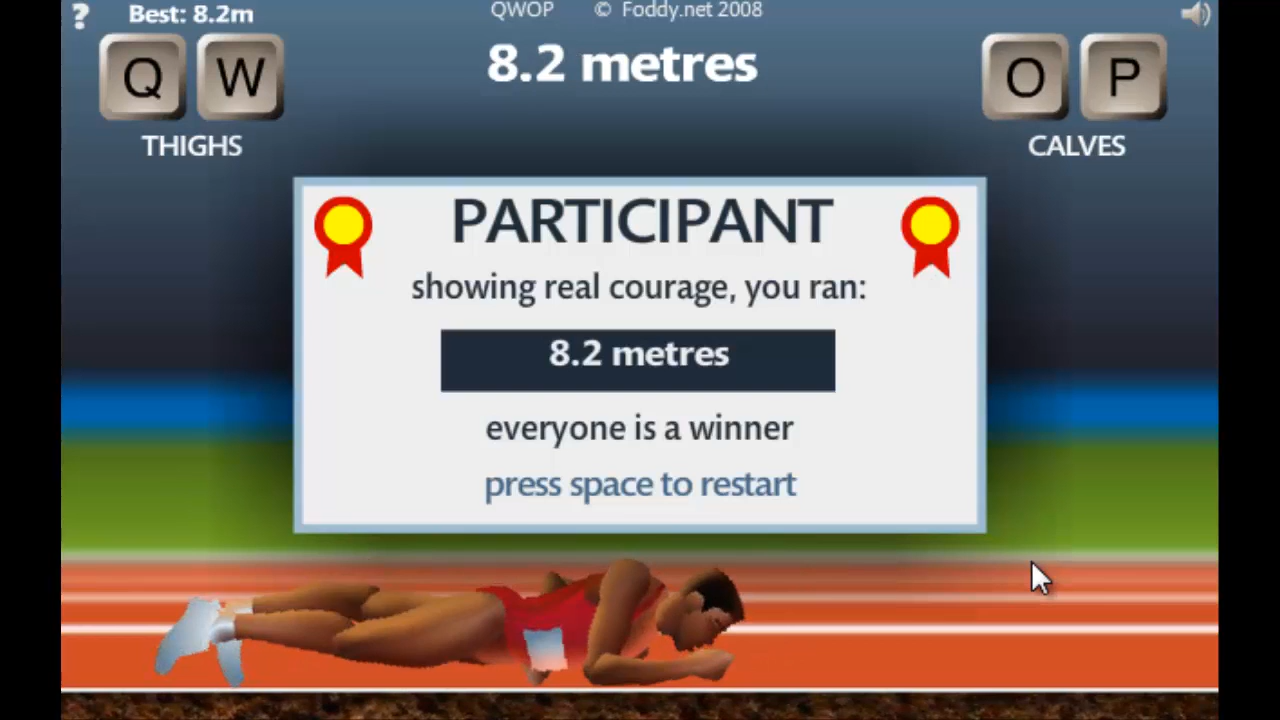 ?
Best: 8.2m
QWOP © Foddy.net 2008
8.2 metres
Q W
O P
THIGHS
CALVES
PARTICIPANT
showing real courage, you ran:
8.2 metres
everyone is a winner
press space to restart